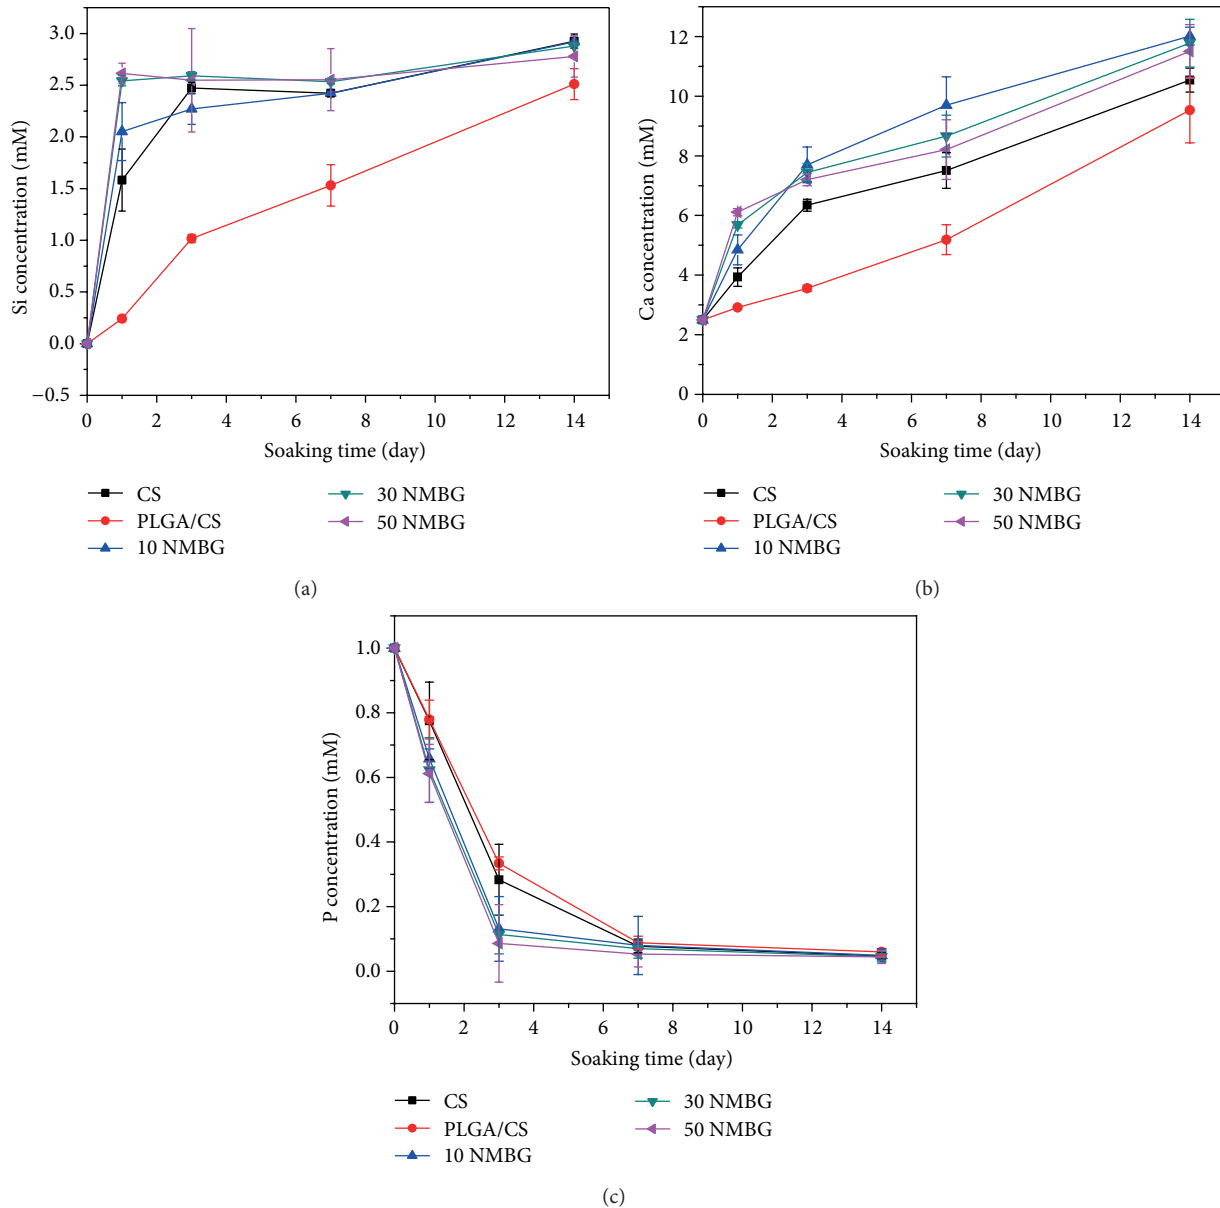 3.0
2.5
2.0
1.5
1.0
0.5
0.0
−0.5
Si concentration (mM)
0 2 4 6 8 10 12 14
Soaking time (day)
CS
PLGA/CS
10 NMBG
30 NMBG
50 NMBG
(a)
12
10
8
6
4
2
0
Ca concentration (mM)
0 2 4 6 8 10 12 14
Soaking time (day)
CS
PLGA/CS
10 NMBG
30 NMBG
50 NMBG
(b)
1.0
0.8
0.6
0.4
0.2
0.0
P concentration (mM)
0 2 4 6 8 10 12 14
Soaking time (day)
CS
PLGA/CS
10 NMBG
30 NMBG
50 NMBG
(c)